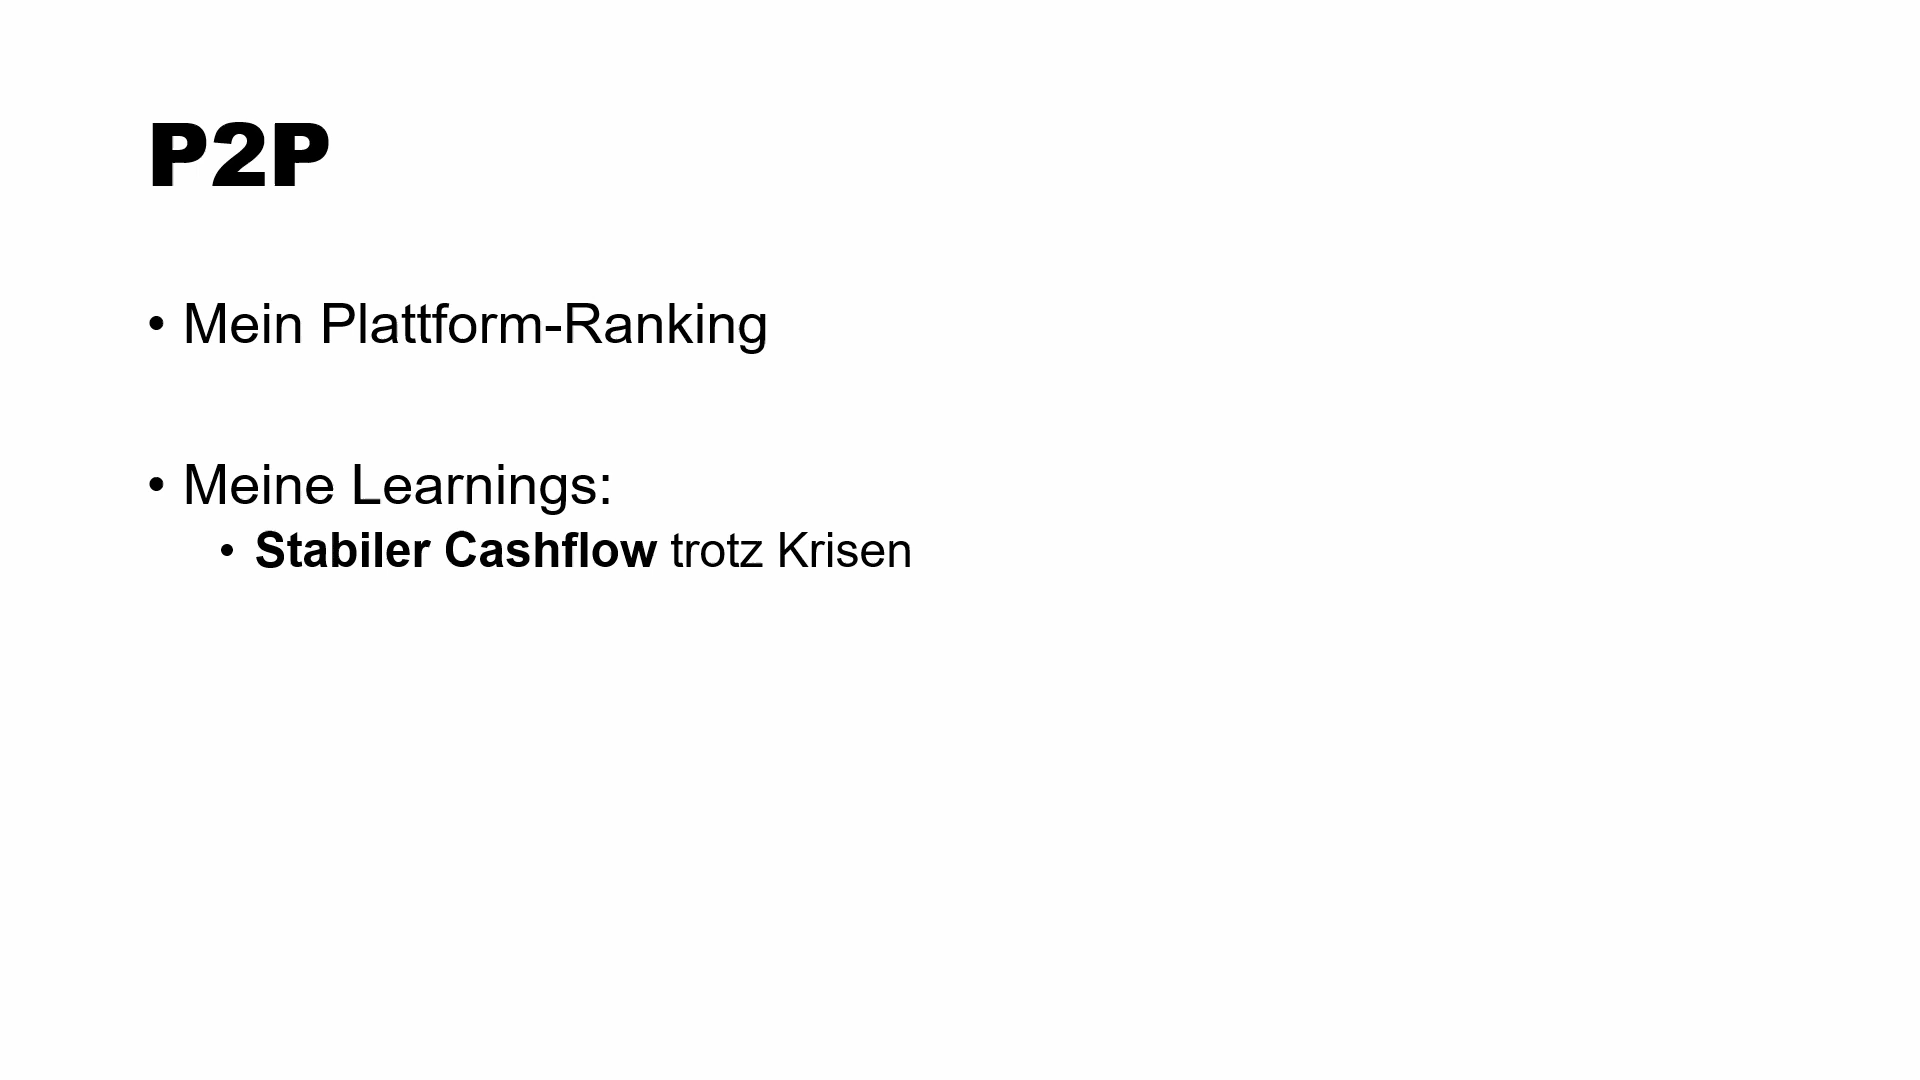 P2P
• Mein Plattform-Ranking
• Meine Learnings:
• Stabiler Cashflow trotz Krisen